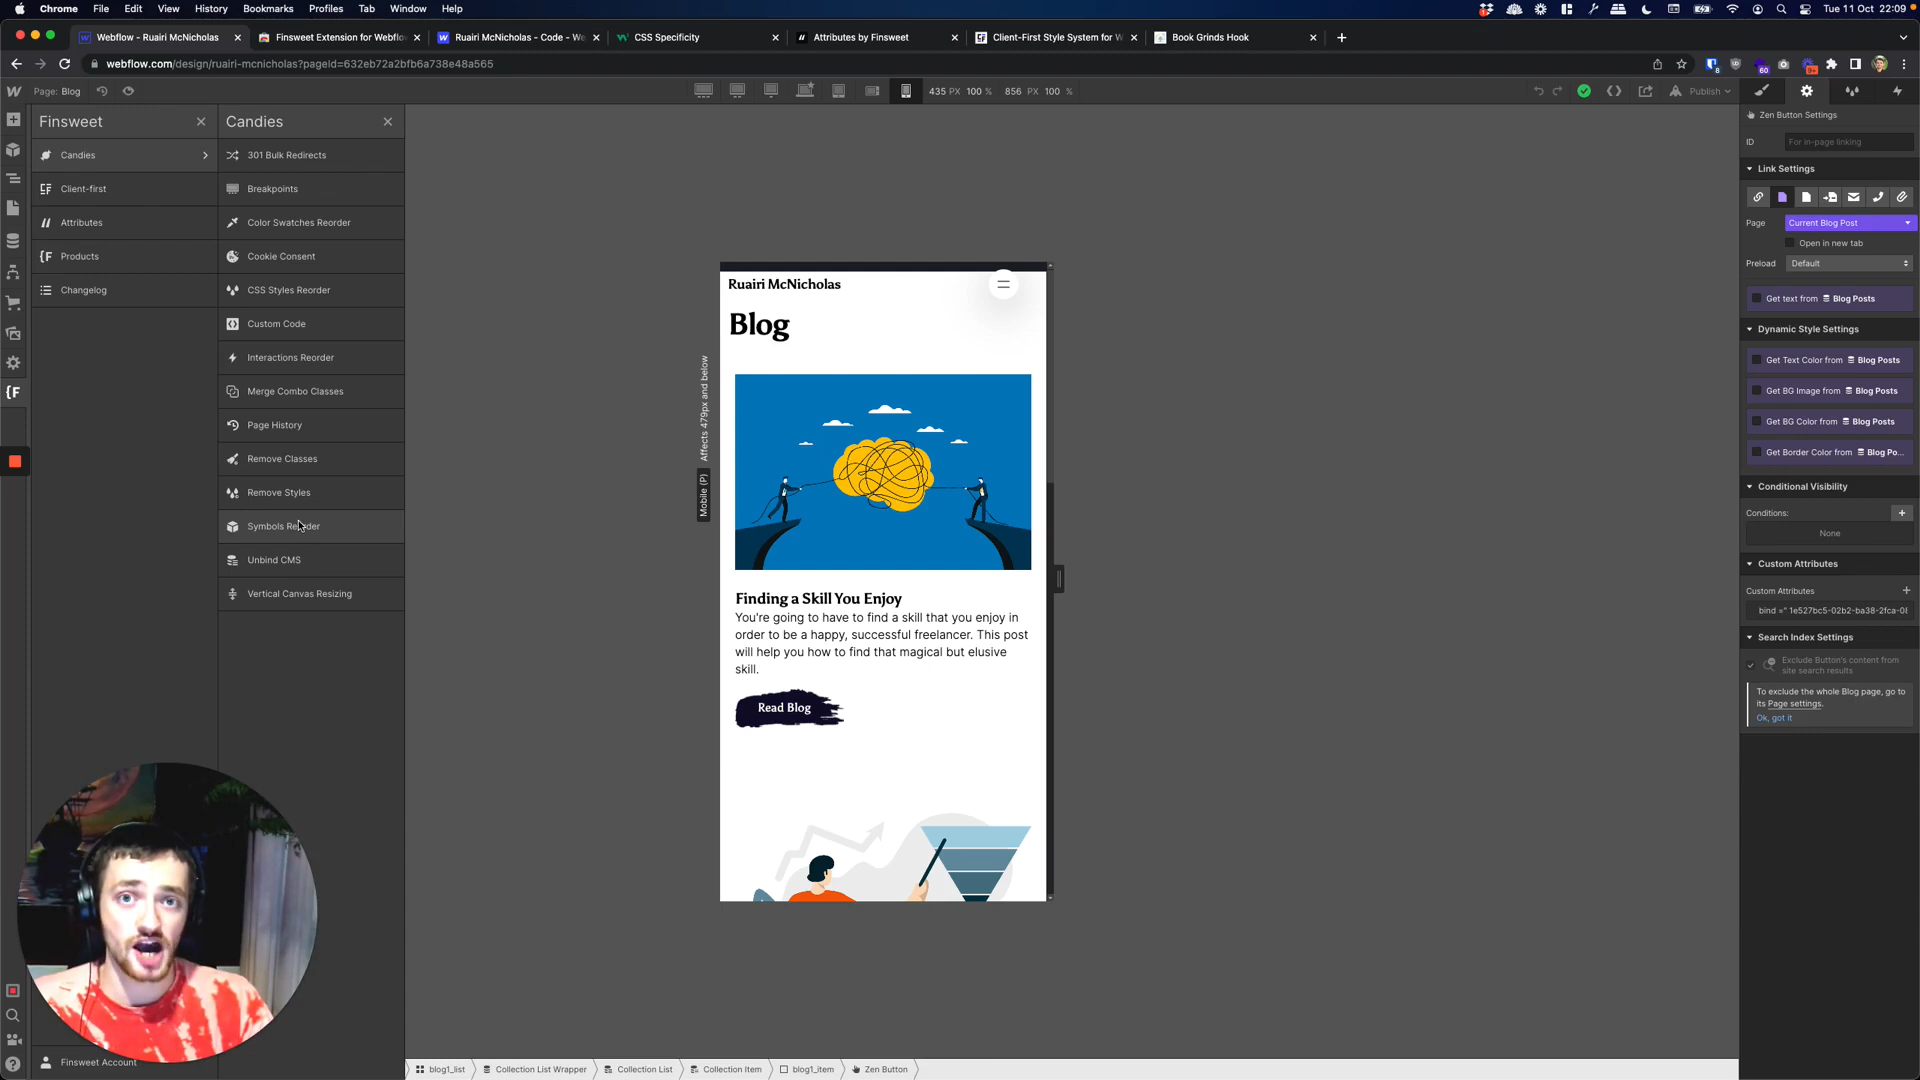 Chrome File Edit View History Bookmarks Profiles Tab Window Help
Tue 11 Oct 22:09
Webflow - Ruairi McNicholas
Finsweet Extension for Webflow
Ruairi McNicholas - Code - We
CSS Specificity
Attributes by Finsweet
Client-First Style System for W
Book Grinds Hook
webflow.com/design/ruairi-mcnicholas?pageId=632eb72a2bfb6a738e48a565
8
60
9+
Page: Blog
435 PX 100 % 856 PX 100 %
Publish
Finsweet
Candies
Client-first
Attributes
Products
Changelog
Candies
301 Bulk Redirects
Breakpoints
Color Swatches Reorder
Cookie Consent
CSS Styles Reorder
Custom Code
Interactions Reorder
Merge Combo Classes
Page History
Remove Classes
Remove Styles
Symbols Reorder
Unbind CMS
Vertical Canvas Resizing
Finsweet Account
Affects 479px and below
Mobile (P)
Ruairi McNicholas
Blog
Finding a Skill You Enjoy
You're going to have to find a skill that you enjoy in
order to be a happy, successful freelancer. This post
will help you how to find that magical but elusive
skill.
Read Blog
Zen Button Settings
ID For in-page linking
Link Settings
Page Current Blog Post
Open in new tab
Preload Default
Get text from Blog Posts
Dynamic Style Settings
Get Text Color from Blog Posts
Get BG Image from Blog Posts
Get BG Color from Blog Posts
Get Border Color from Blog Po...
Conditional Visibility
Conditions:
None
Custom Attributes
Custom Attributes
bind =" 1e527bc5-02b2-ba38-2fca-0
Search Index Settings
Exclude Button's content from
site search results
To exclude the whole Blog page, go to
its Page settings.
Ok, got it
blog1_list Collection List Wrapper Collection List Collection Item blog1_item Zen Button